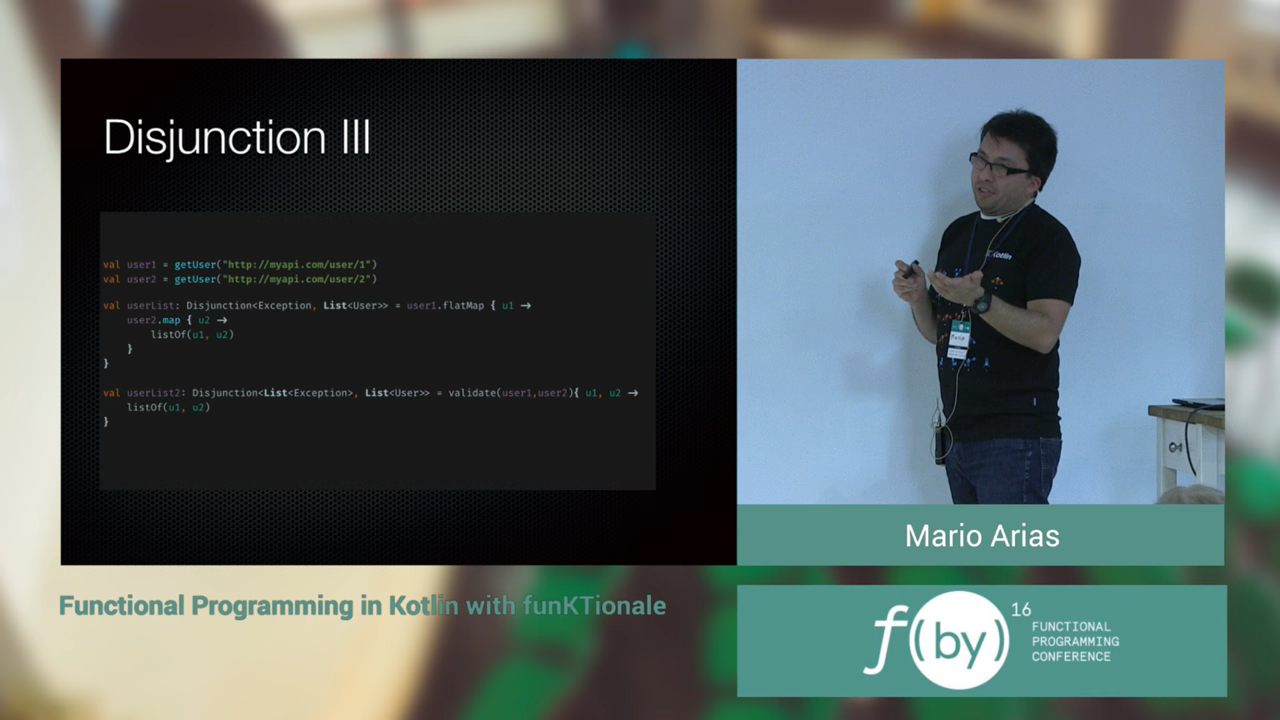 Disjunction III
val user1 = getUser("http://myapi.com/user/1")
val user2 = getUser("http://myapi.com/user/2")
val userList: Disjunction<Exception, List<User>> = user1.flatMap { u1 →
user2.map { u2 →
listOf(u1, u2)
}
}
val userList2: Disjunction<List<Exception>, List<User>> = validate(user1,user2){ u1, u2 →
listOf(u1, u2)
}
Kotlin
Mario Arias
Functional Programming in Kotlin with funKTionale
f(by) 16
FUNCTIONAL
PROGRAMMING
CONFERENCE